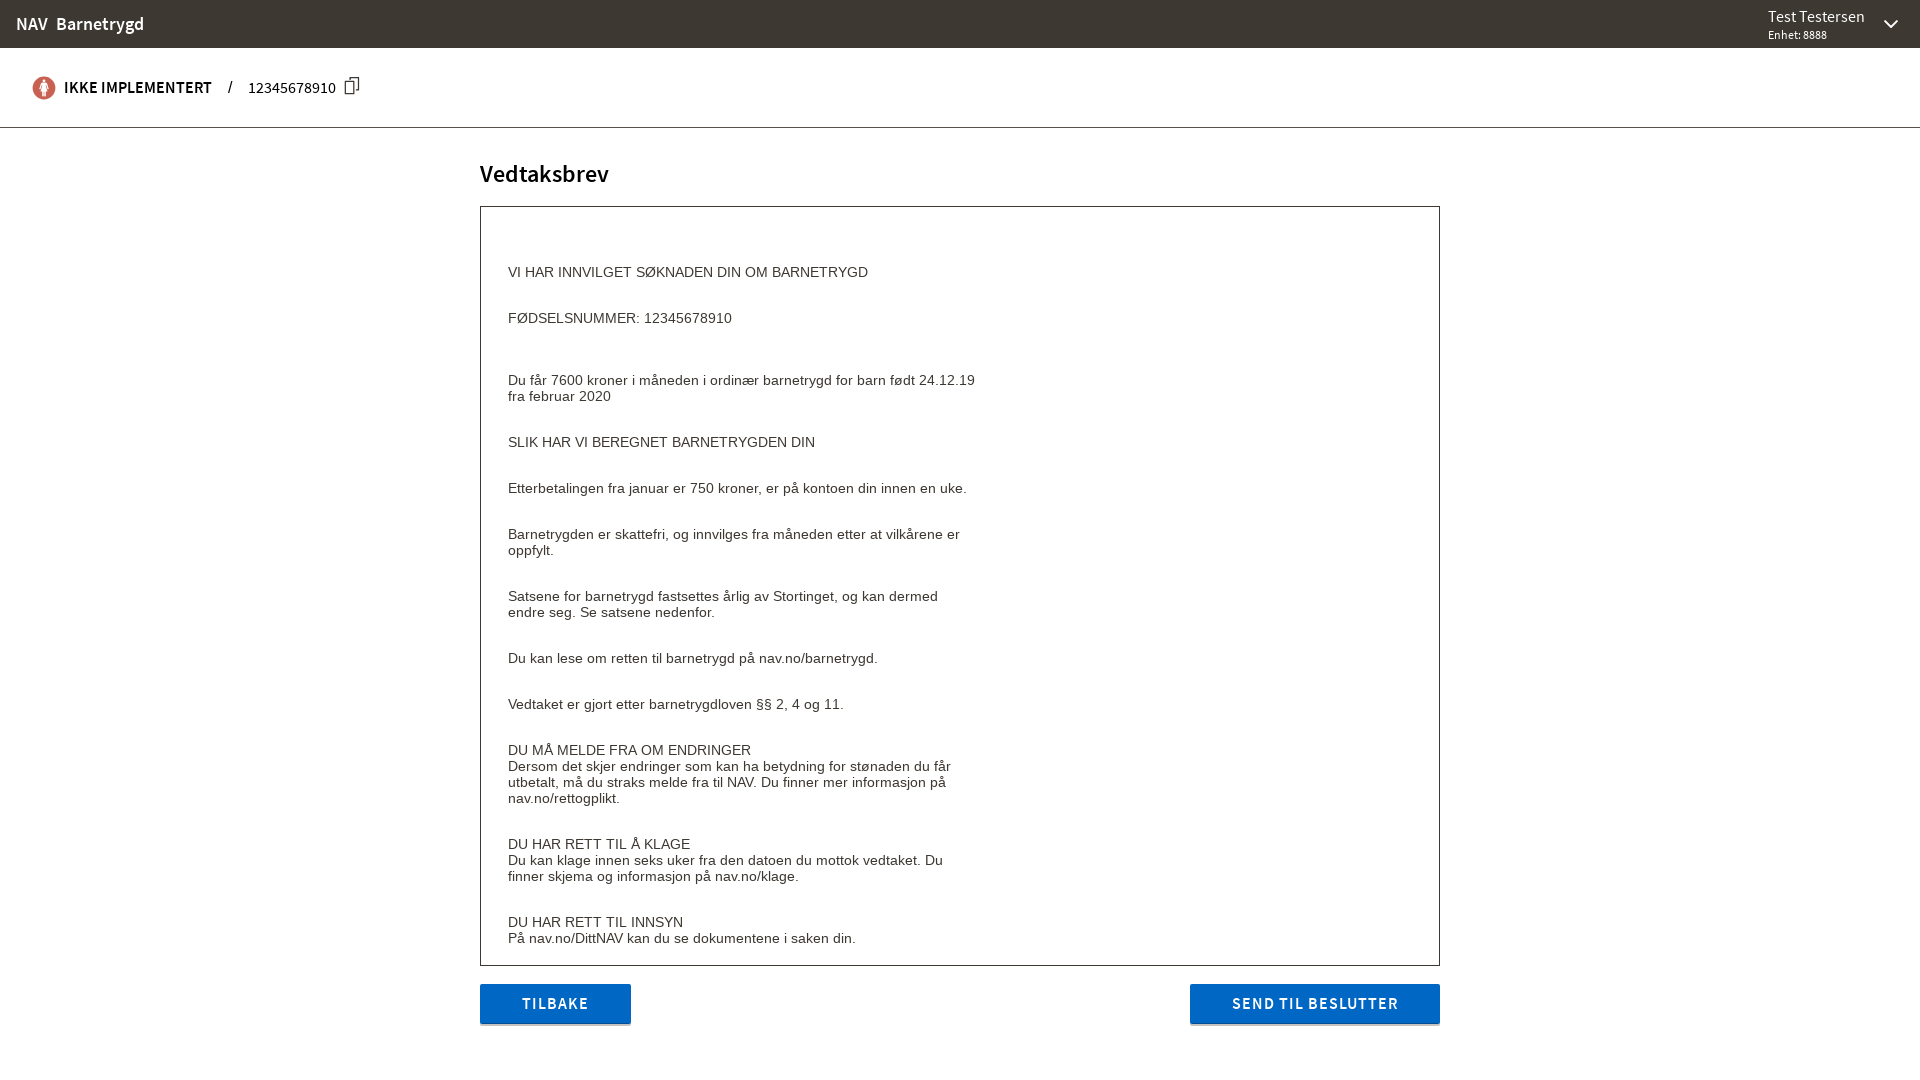 NAV Barnetrygd
Test Testersen
Enhet: 8888
IKKE IMPLEMENTERT / 12345678910
Vedtaksbrev
VI HAR INNVILGET SØKNADEN DIN OM BARNETRYGD
FØDSELSNUMMER: 12345678910
Du får 7600 kroner i måneden i ordinær barnetrygd for barn født 24.12.19
fra februar 2020
SLIK HAR VI BEREGNET BARNETRYGDEN DIN
Etterbetalingen fra januar er 750 kroner, er på kontoen din innen en uke.
Barnetrygden er skattefri, og innvilges fra måneden etter at vilkårene er
oppfylt.
Satsene for barnetrygd fastsettes årlig av Stortinget, og kan dermed
endre seg. Se satsene nedenfor.
Du kan lese om retten til barnetrygd på nav.no/barnetrygd.
Vedtaket er gjort etter barnetrygdloven §§ 2, 4 og 11.
DU MÅ MELDE FRA OM ENDRINGER
Dersom det skjer endringer som kan ha betydning for stønaden du får
utbetalt, må du straks melde fra til NAV. Du finner mer informasjon på
nav.no/rettogplikt.
DU HAR RETT TIL Å KLAGE
Du kan klage innen seks uker fra den datoen du mottok vedtaket. Du
finner skjema og informasjon på nav.no/klage.
DU HAR RETT TIL INNSYN
På nav.no/DittNAV kan du se dokumentene i saken din.
TILBAKE
SEND TIL BESLUTTER